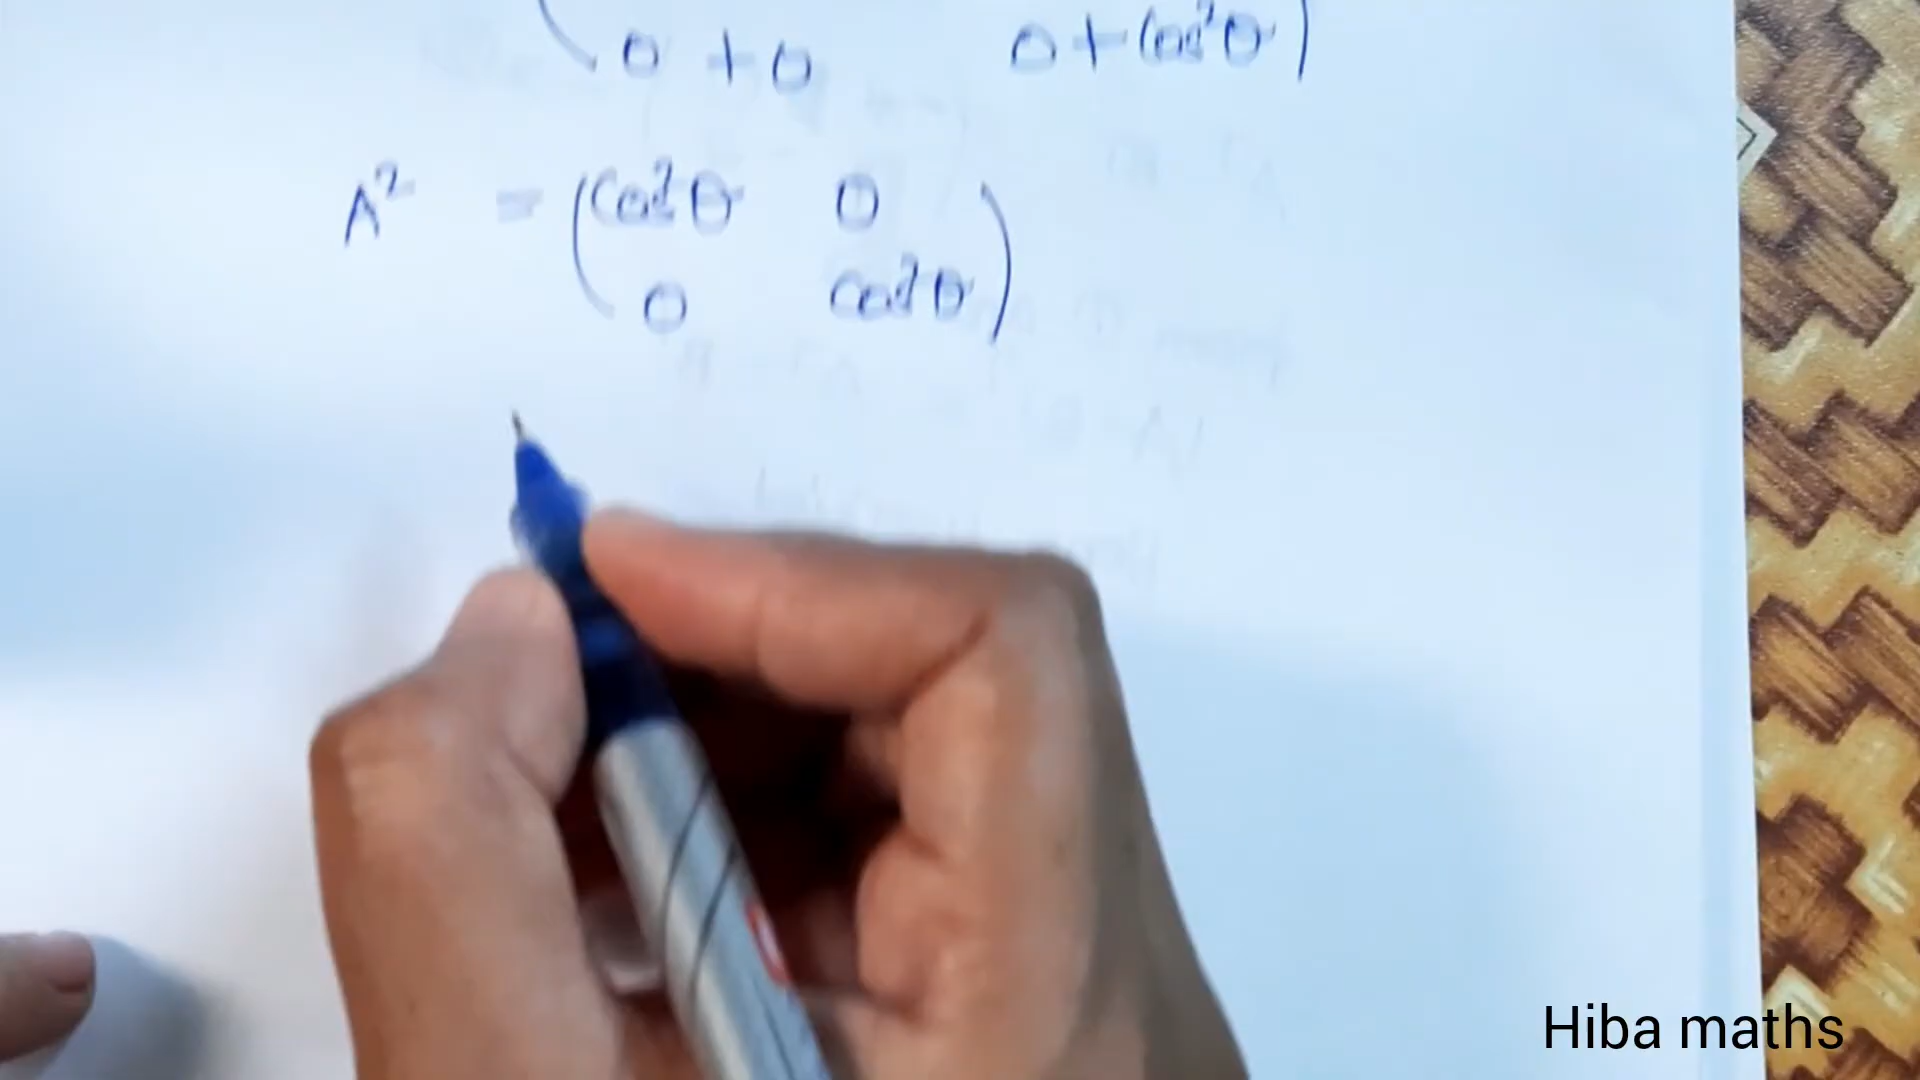 0 + 0 0 + Cos²θ )
A² = ( Cos²θ 0
0 Cos²θ )
Hiba maths